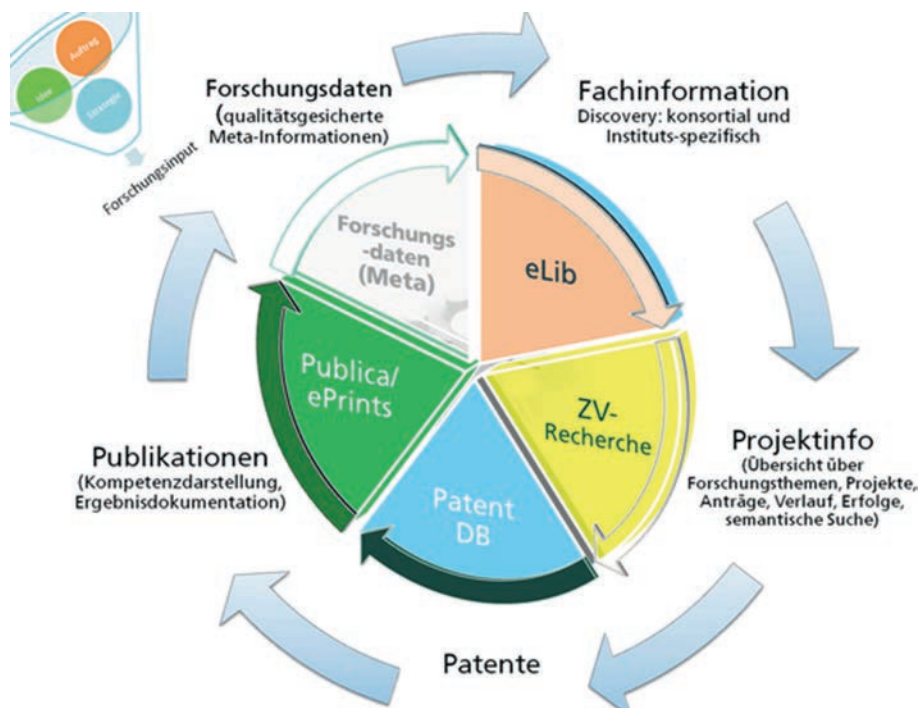 Auftrag
Idee
Strategie
Forschungsinput
Forschungsdaten
(qualitätsgesicherte
Meta-Informationen)
Fachinformation
Discovery: konsortial und
Instituts-spezifisch
Forschungs
-daten
(Meta)
eLib
Publica/
ePrints
ZV-
Recherche
Patent
DB
Publikationen
(Kompetenzdarstellung,
Ergebnisdokumentation)
Projektinfo
(Übersicht über
Forschungsthemen, Projekte,
Anträge, Verlauf, Erfolge,
semantische Suche)
Patente